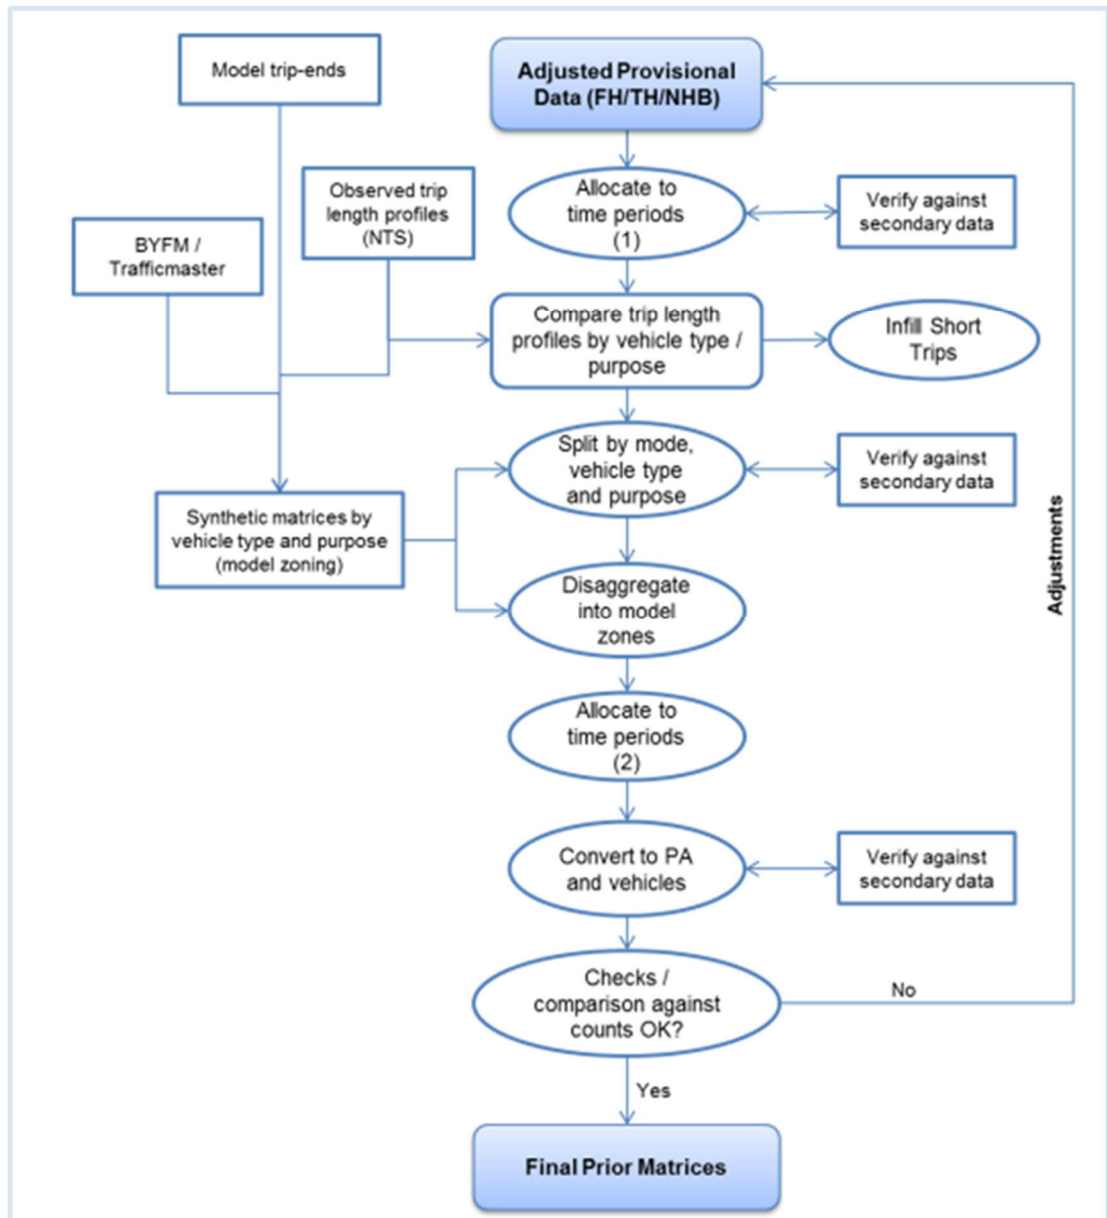 Model trip-ends
Adjusted Provisional
Data (FH/TH/NHB)
Observed trip
length profiles
(NTS)
Allocate to
time periods
(1)
Verify against
secondary data
BYFM /
Trafficmaster
Compare trip length
profiles by vehicle type /
purpose
Infill Short
Trips
Split by mode,
vehicle type
and purpose
Verify against
secondary data
Synthetic matrices by
vehicle type and purpose
(model zoning)
Disaggregate
into model
zones
Adjustments
Allocate to
time periods
(2)
Convert to PA
and vehicles
Verify against
secondary data
Checks /
comparison against
counts OK?
No
Yes
Final Prior Matrices